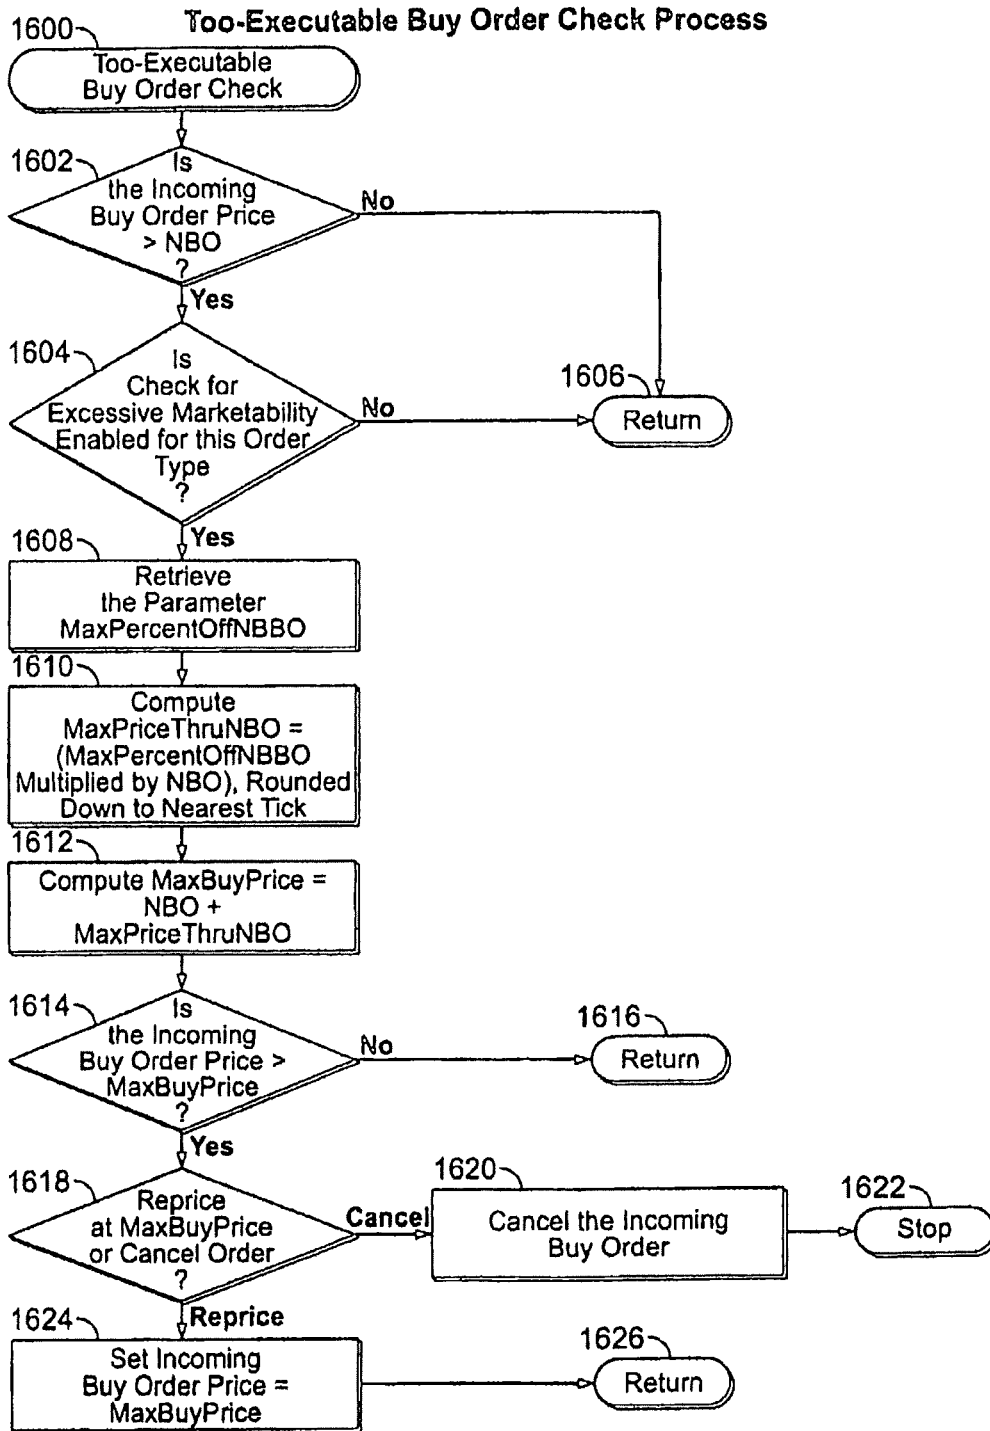 Too-Executable Buy Order Check Process
1600
Too-Executable
Buy Order Check
1602
Is
the Incoming
Buy Order Price
> NBO
?
No
Yes
1604
Is
Check for
Excessive Marketability
Enabled for this Order
Type
?
No
1606
Return
Yes
1608
Retrieve
the Parameter
MaxPercentOffNBBO
1610
Compute
MaxPriceThruNBO =
(MaxPercentOffNBBO
Multiplied by NBO), Rounded
Down to Nearest Tick
1612
Compute MaxBuyPrice =
NBO +
MaxPriceThruNBO
1614
Is
the Incoming
Buy Order Price >
MaxBuyPrice
?
No
1616
Return
Yes
1618
Reprice
at MaxBuyPrice
or Cancel Order
?
Cancel
1620
Cancel the Incoming
Buy Order
1622
Stop
Reprice
1624
Set Incoming
Buy Order Price =
MaxBuyPrice
1626
Return